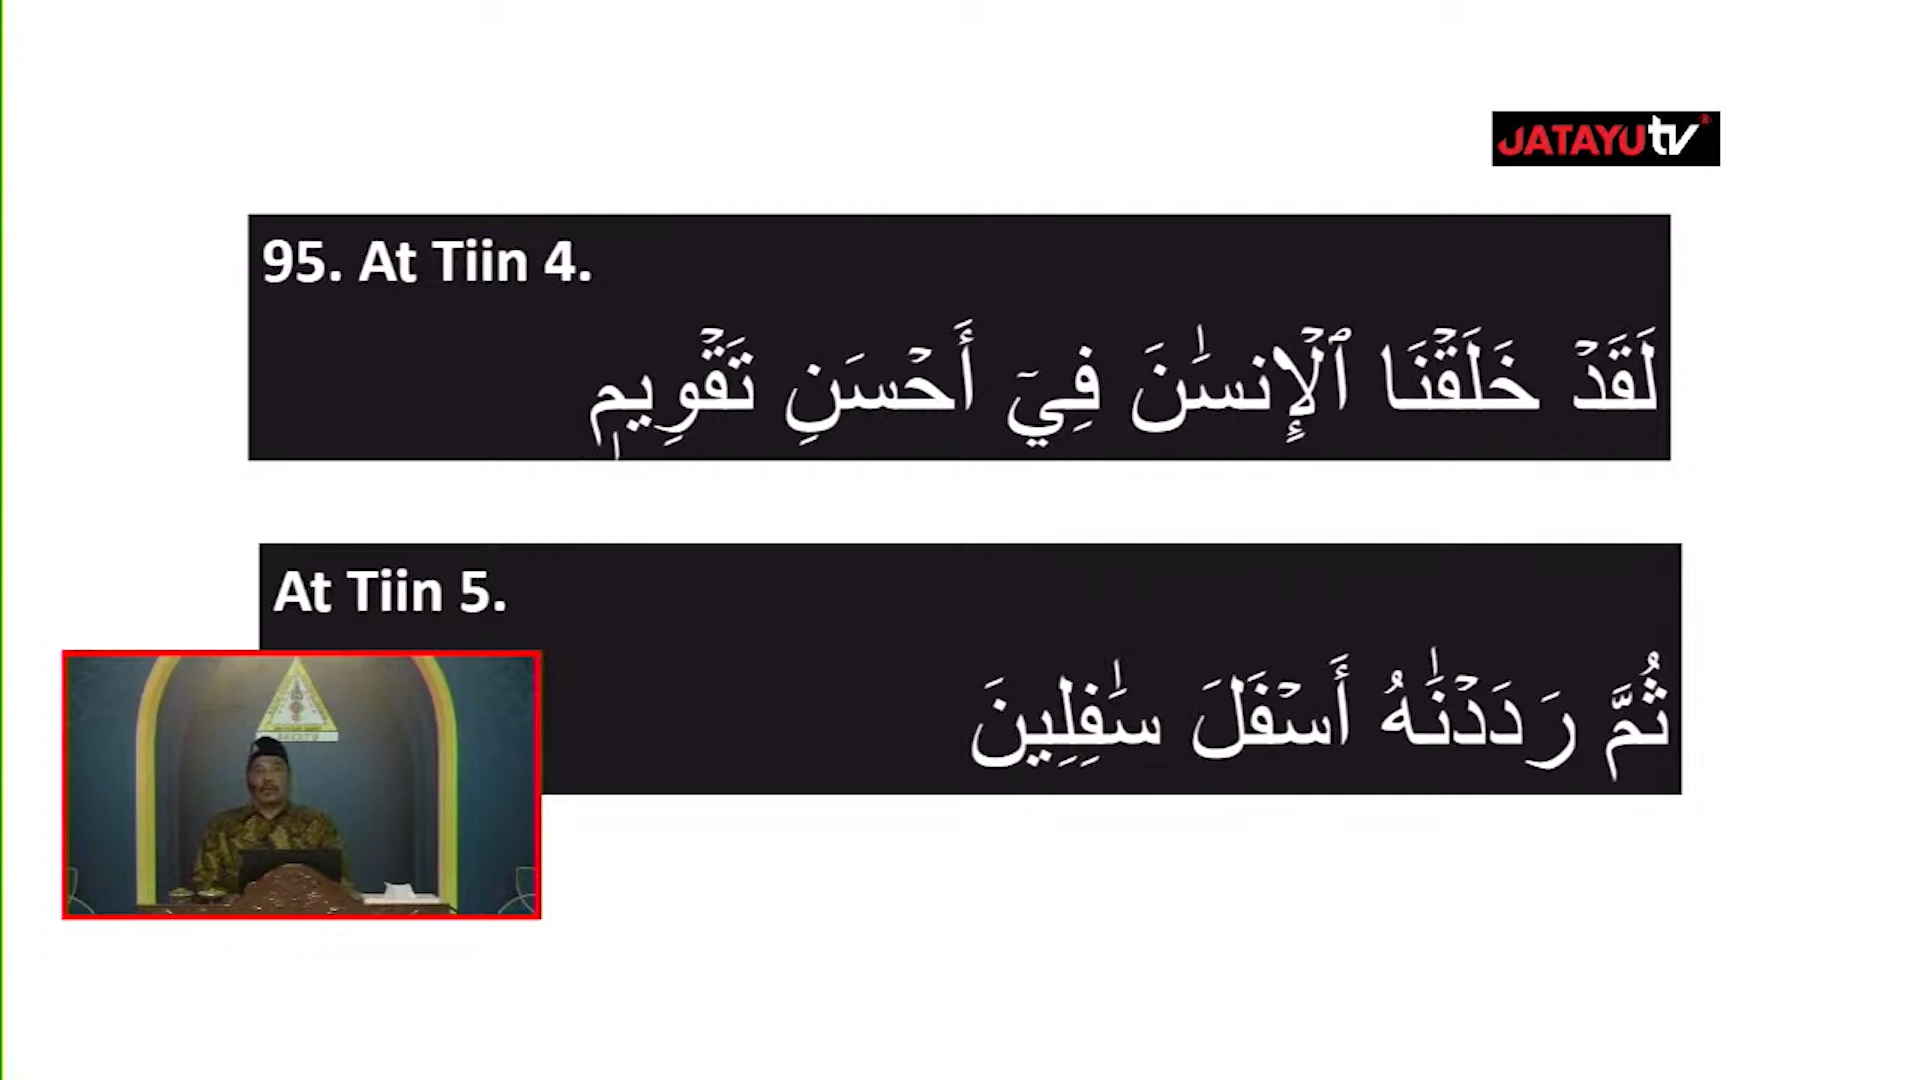 JATAYUtv®
95. At Tiin 4.
لَقَدۡ خَلَقۡنَا ٱلۡإِنسَٰنَ فِيٓ أَحۡسَنِ تَقۡوِيمٖ
At Tiin 5.
ثُمَّ رَدَدۡنَٰهُ أَسۡفَلَ سَٰفِلِينَ